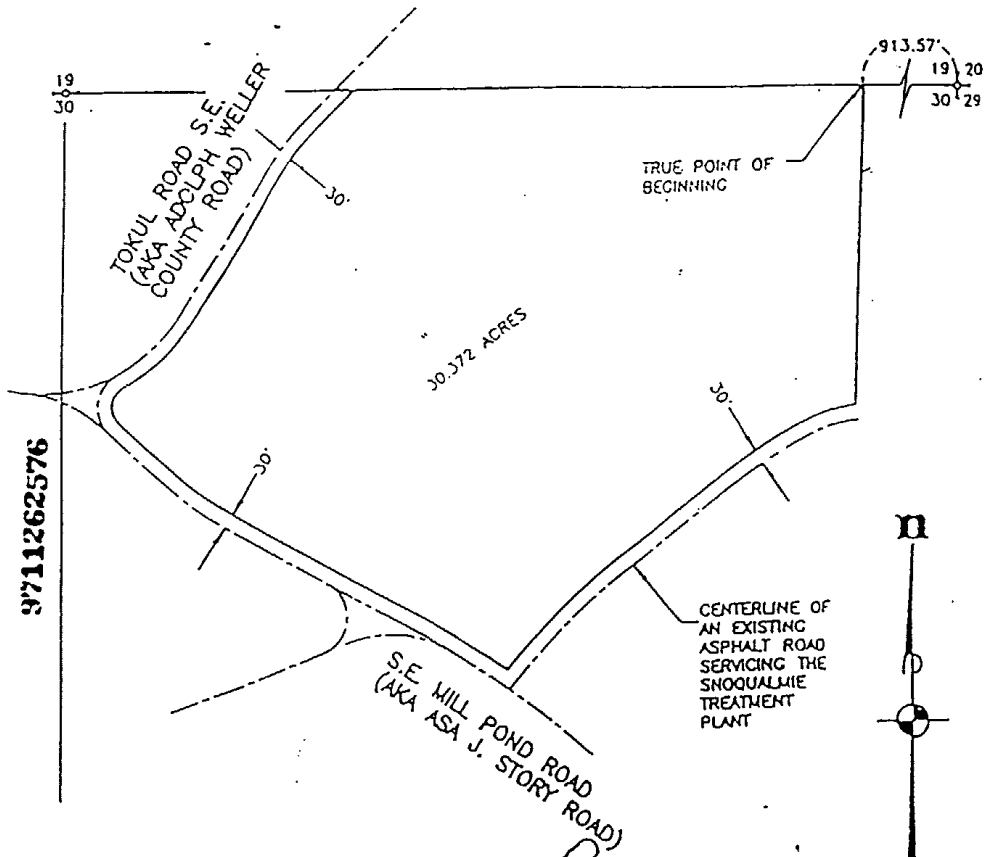 913.57'
19
19 20
30
30 29
TOKUL ROAD S.E.
(AKA ADOLPH WELLER
COUNTY ROAD)
TRUE POINT OF
BEGINNING
30'
30.372 ACRES
30'
30'
9711262576
n
CENTERLINE OF
AN EXISTING
ASPHALT ROAD
SERVICING THE
SNOQUALMIE
TREATMENT
PLANT
S.E. MILL POND ROAD
(AKA ASA J. STORY ROAD)